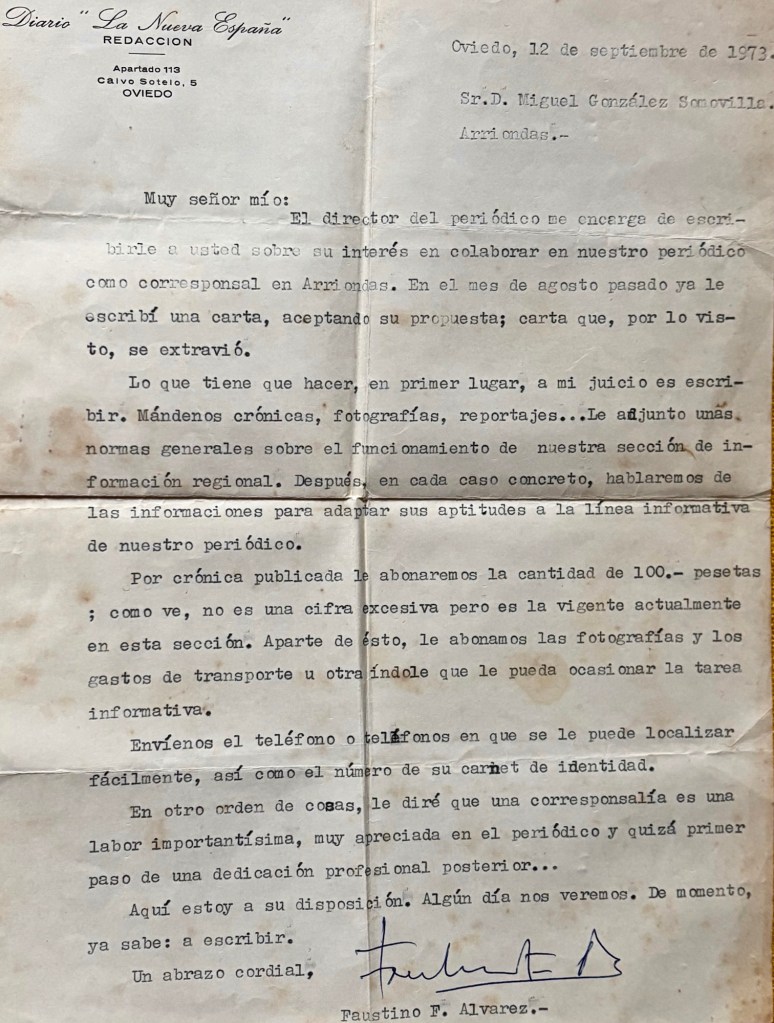 Diario "La Nueva España"
REDACCION
Apartado 113
Calvo Sotelo, 5
OVIEDO
Oviedo, 12 de septiembre de 1973.
Sr.D. Miguel González Somovilla.
Arriondas.-
Muy señor mío:
El director del periódico me encarga de escri-
birle a usted sobre su interés en colaborar en nuestro periódico
como corresponsal en Arriondas. En el mes de agosto pasado ya le
escribí una carta, aceptando su propuesta; carta que, por lo vis-
to, se extravió.
Lo que tiene que hacer, en primer lugar, a mi juicio es escri-
bir. Mándenos crónicas, fotografías, reportajes...Le adjunto unas
normas generales sobre el funcionamiento de nuestra sección de in-
formación regional. Después, en cada caso concreto, hablaremos de
las informaciones para adaptar sus aptitudes a la línea informativa
de nuestro periódico.
Por crónica publicada le abonaremos la cantidad de 100.- pesetas
; como ve, no es una cifra excesiva pero es la vigente actualmente
en esta sección. Aparte de ésto, le abonamos las fotografías y los
gastos de transporte u otra índole que le pueda ocasionar la tarea
informativa.
Envíenos el teléfono o teléfonos en que se le puede localizar
fácilmente, así como el número de su carnet de identidad.
En otro orden de cosas, le diré que una corresponsalía es una
labor importantísima, muy apreciada en el periódico y quizá primer
paso de una dedicación profesional posterior...
Aquí estoy a su disposición. Algún día nos veremos. De momento,
ya sabe: a escribir.
Un abrazo cordial,
Faustino F. Alvarez.-